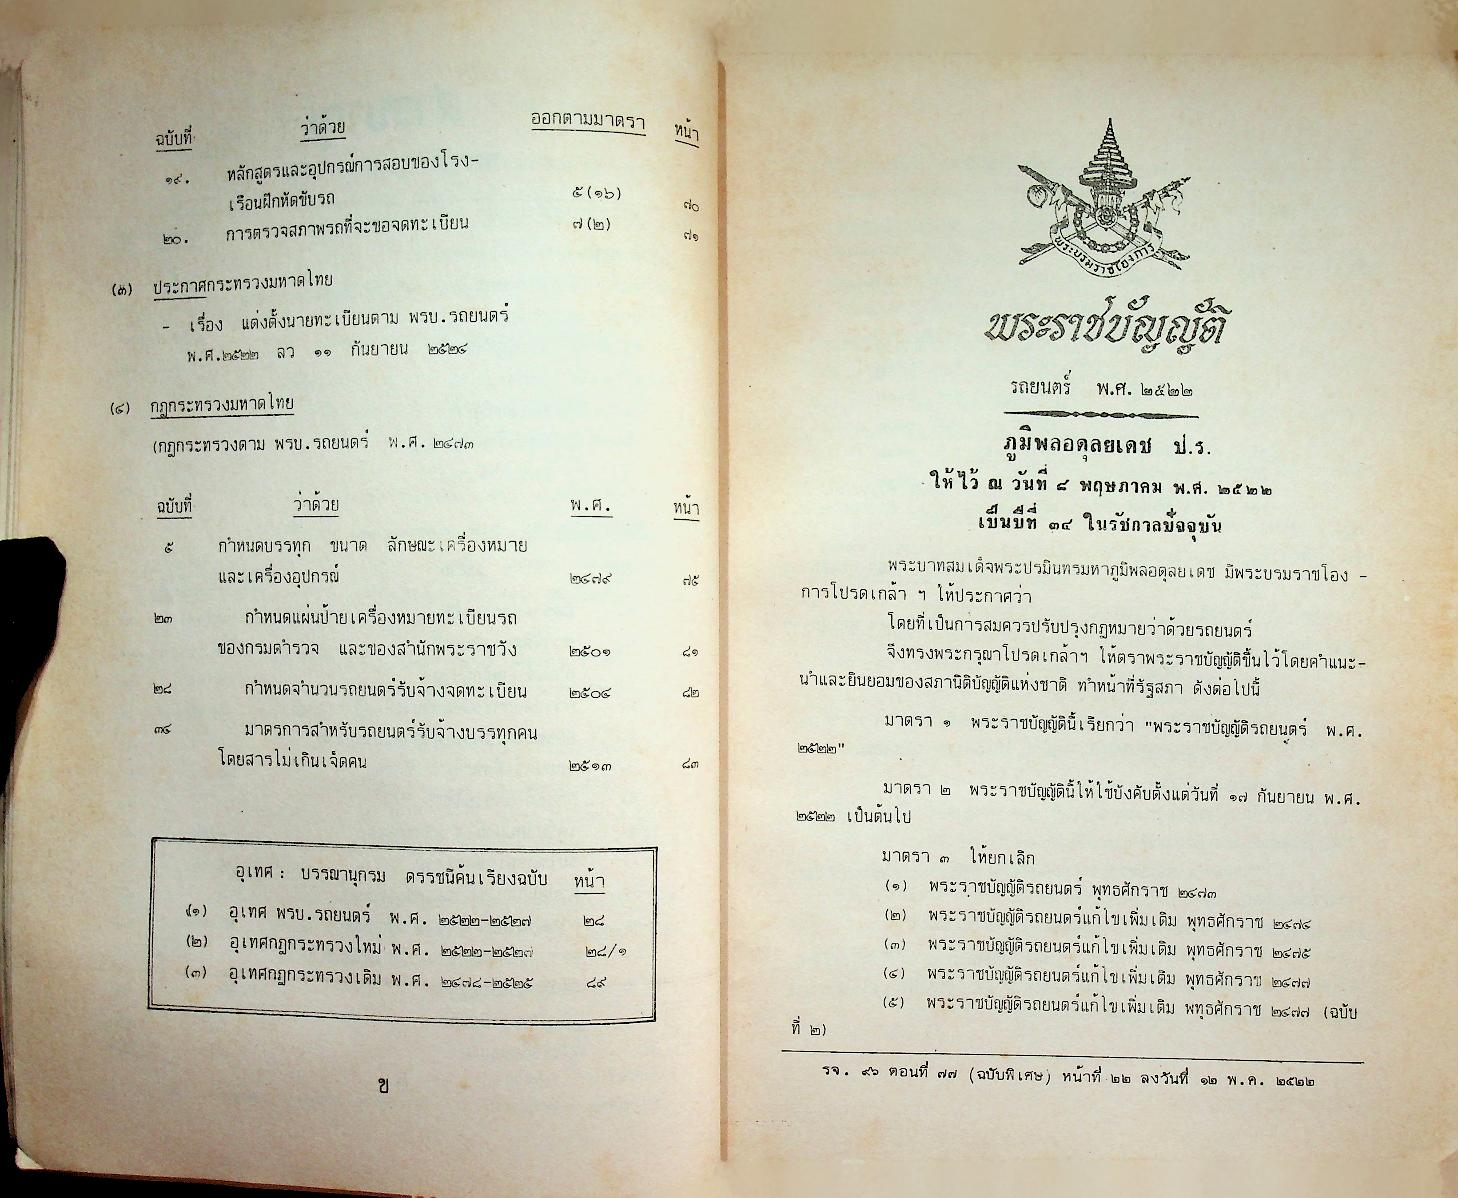 ฉบับที่ ว่าด้วย ออกตามมาตรา หน้า
๑๙. หลักสูตรและอุปกรณ์การสอบของโรง-
เรือนฝึกหัดขับรถ ๕(๑๖) ๗๐
๒๐. การตรวจสภาพรถที่จะขอจดทะเบียน ๗(๒) ๗๑
(๓) ประกาศกระทรวงมหาดไทย
- เรื่อง แต่งตั้งนายทะเบียนตาม พรบ.รถยนตร์
พ.ศ.๒๕๒๒ ลว ๑๑ กันยายน ๒๕๒๔
(๔) กฎกระทรวงมหาดไทย
(กฎกระทรวงตาม พรบ.รถยนตร์ พ.ศ. ๒๔๗๓
ฉบับที่ ว่าด้วย พ.ศ. หน้า
๕ กำหนดบรรทุก ขนาด ลักษณะเครื่องหมาย
และเครื่องอุปกรณ์ ๒๔๗๙ ๗๕
๒๓ กำหนดแผ่นป้ายเครื่องหมายทะเบียนรถ
ของกรมตำรวจ และของสำนักพระราชวัง ๒๕๐๑ ๘๑
๒๘ กำหนดจำนวนรถยนตร์รับจ้างจดทะเบียน ๒๕๐๔ ๘๒
๓๔ มาตรการสำหรับรถยนตร์รับจ้างบรรทุกคน
โดยสารไม่เกินเจ็ดคน ๒๕๑๓ ๘๓
อุเทศ : บรรณานุกรม ดรรชนีค้นเรียงฉบับ หน้า
(๑) อุเทศ พรบ.รถยนตร์ พ.ศ. ๒๕๒๒-๒๕๒๗ ๒๘
(๒) อุเทศกฎกระทรวงใหม่ พ.ศ. ๒๕๒๒-๒๕๒๗ ๒๘/๑
(๓) อุเทศกฎกระทรวงเดิม พ.ศ. ๒๔๗๘-๒๕๒๕ ๘๙
ข
พระบรมราชโองการ
พระราชบัญญัติ
รถยนตร์ พ.ศ. ๒๕๒๒
ภูมิพลอดุลยเดช ป.ร.
ให้ไว้ ณ วันที่ ๘ พฤษภาคม พ.ศ. ๒๕๒๒
เป็นปีที่ ๓๔ ในรัชกาลปัจจุบัน
พระบาทสมเด็จพระปรมินทรมหาภูมิพลอดุลยเดช มีพระบรมราชโอง -
การโปรดเกล้า ฯ ให้ประกาศว่า
โดยที่เป็นการสมควรปรับปรุงกฎหมายว่าด้วยรถยนตร์
จึงทรงพระกรุณาโปรดเกล้าฯ ให้ตราพระราชบัญญัติขึ้นไว้โดยคำแนะ-
นำและยินยอมของสภานิติบัญญัติแห่งชาติ ทำหน้าที่รัฐสภา ดังต่อไปนี้
มาตรา ๑ พระราชบัญญัตินี้เรียกว่า "พระราชบัญญัติรถยนตร์ พ.ศ.
๒๕๒๒"
มาตรา ๒ พระราชบัญญัตินี้ให้ใช้บังคับตั้งแต่วันที่ ๑๗ กันยายน พ.ศ.
๒๕๒๒ เป็นต้นไป
มาตรา ๓ ให้ยกเลิก
(๑) พระราชบัญญัติรถยนตร์ พุทธศักราช ๒๔๗๓
(๒) พระราชบัญญัติรถยนตร์แก้ไขเพิ่มเติม พุทธศักราช ๒๔๗๔
(๓) พระราชบัญญัติรถยนตร์แก้ไขเพิ่มเติม พุทธศักราช ๒๔๗๕
(๔) พระราชบัญญัติรถยนตร์แก้ไขเพิ่มเติม พุทธศักราช ๒๔๗๗
(๕) พระราชบัญญัติรถยนตร์แก้ไขเพิ่มเติม พุทธศักราช ๒๔๗๗ (ฉบับ
ที่ ๒)
รจ. ๙๖ ตอนที่ ๗๗ (ฉบับพิเศษ) หน้าที่ ๒๒ ลงวันที่ ๑๒ พ.ค. ๒๕๒๒